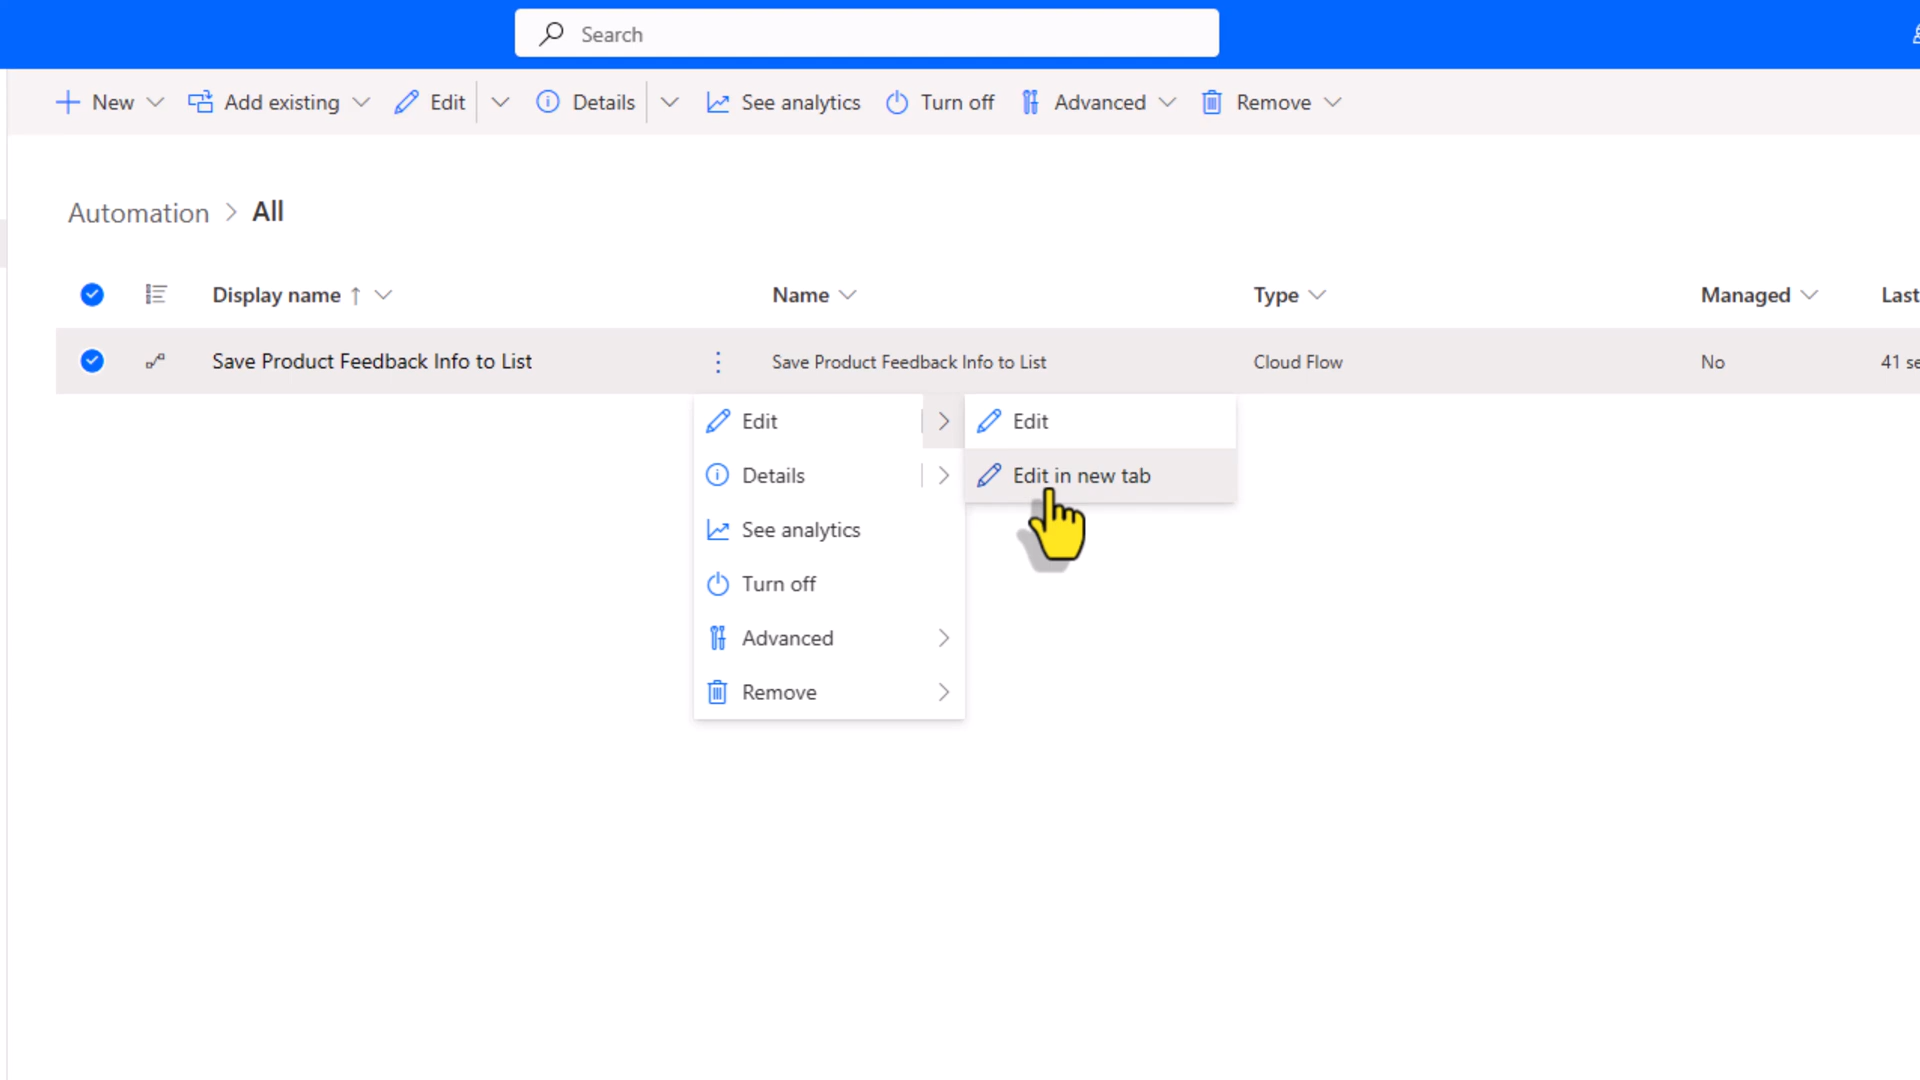 Search
New Add existing Edit Details See analytics Turn off Advanced Remove
Automation > All
Display name ↑ Name Type Managed Last
Save Product Feedback Info to List Save Product Feedback Info to List Cloud Flow No 41 se
Edit Edit
Details Edit in new tab
See analytics
Turn off
Advanced
Remove